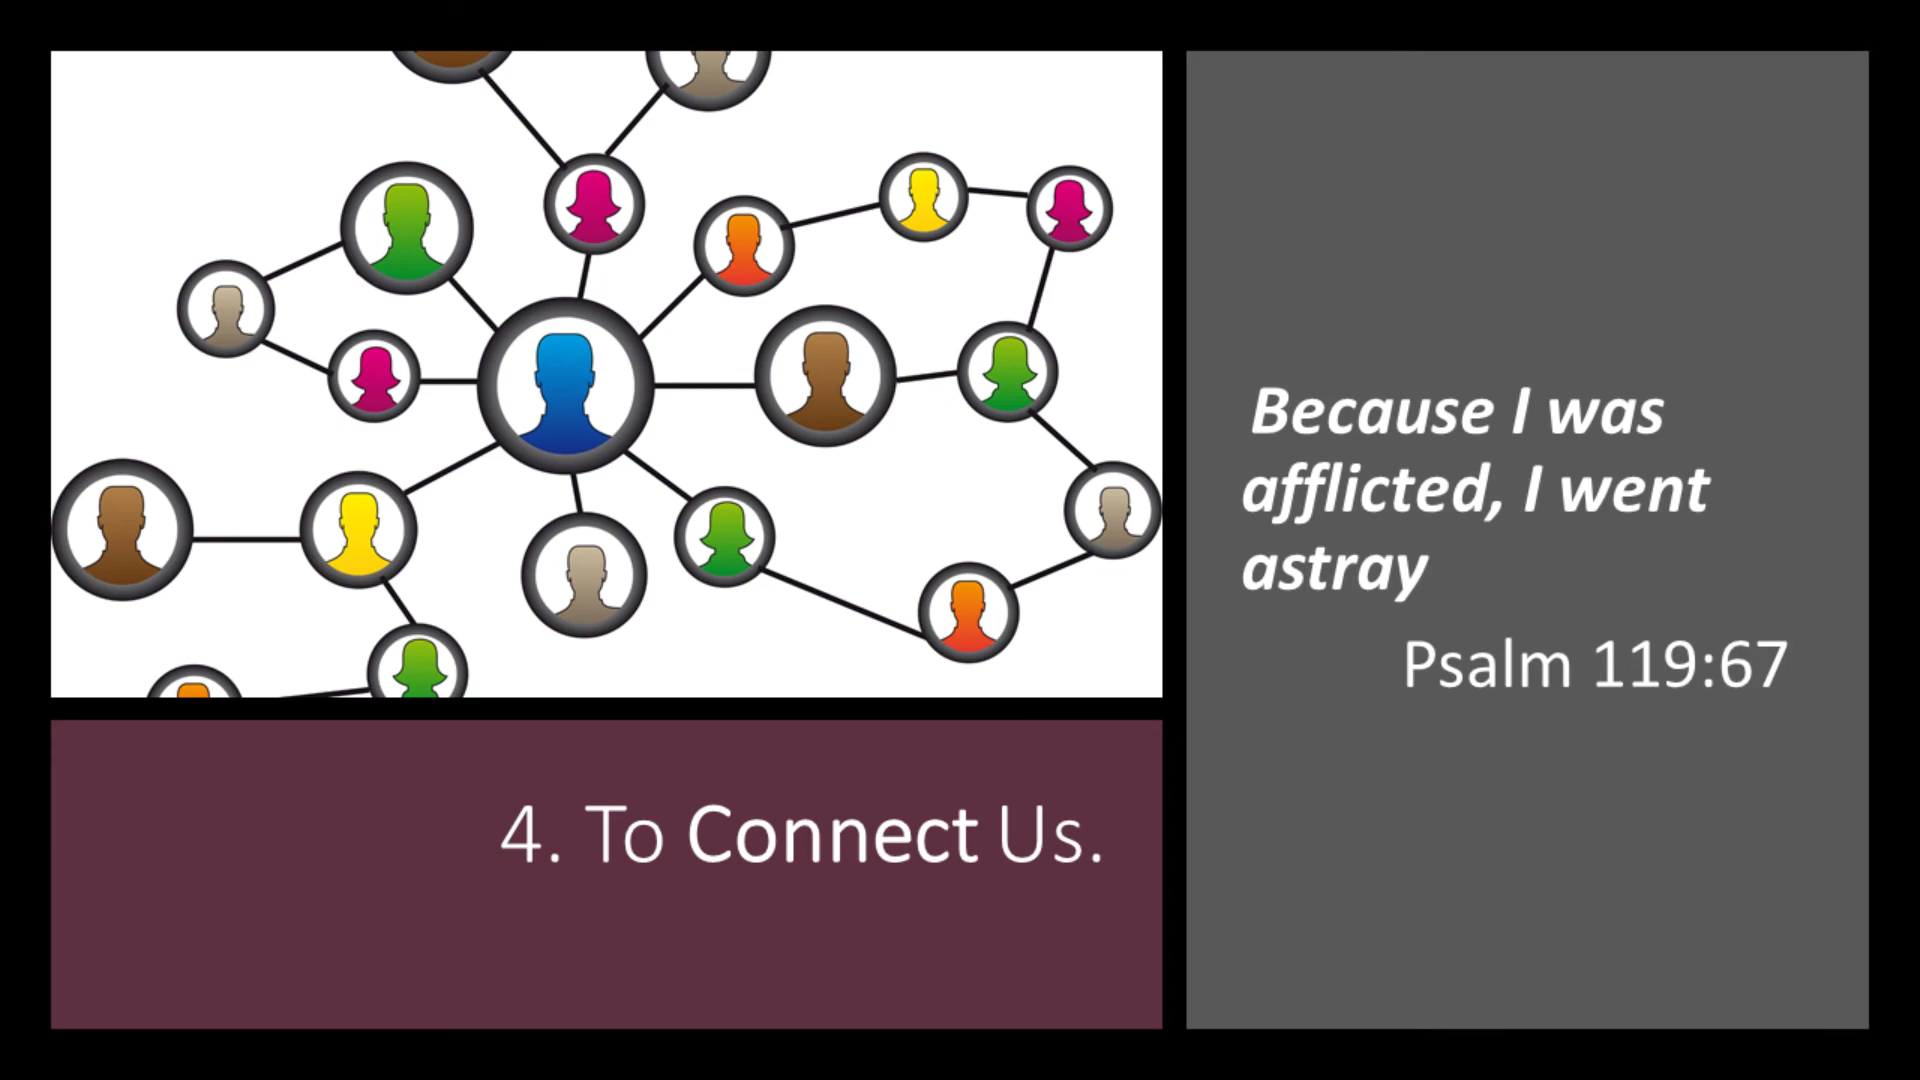 Because I was
afflicted, I went
astray
Psalm 119:67
4. To Connect Us.